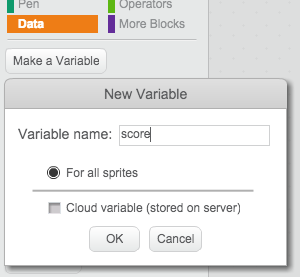 Pen Operators
Data More Blocks
Make a Variable
New Variable
Variable name: score
For all sprites
Cloud variable (stored on server)
OK Cancel